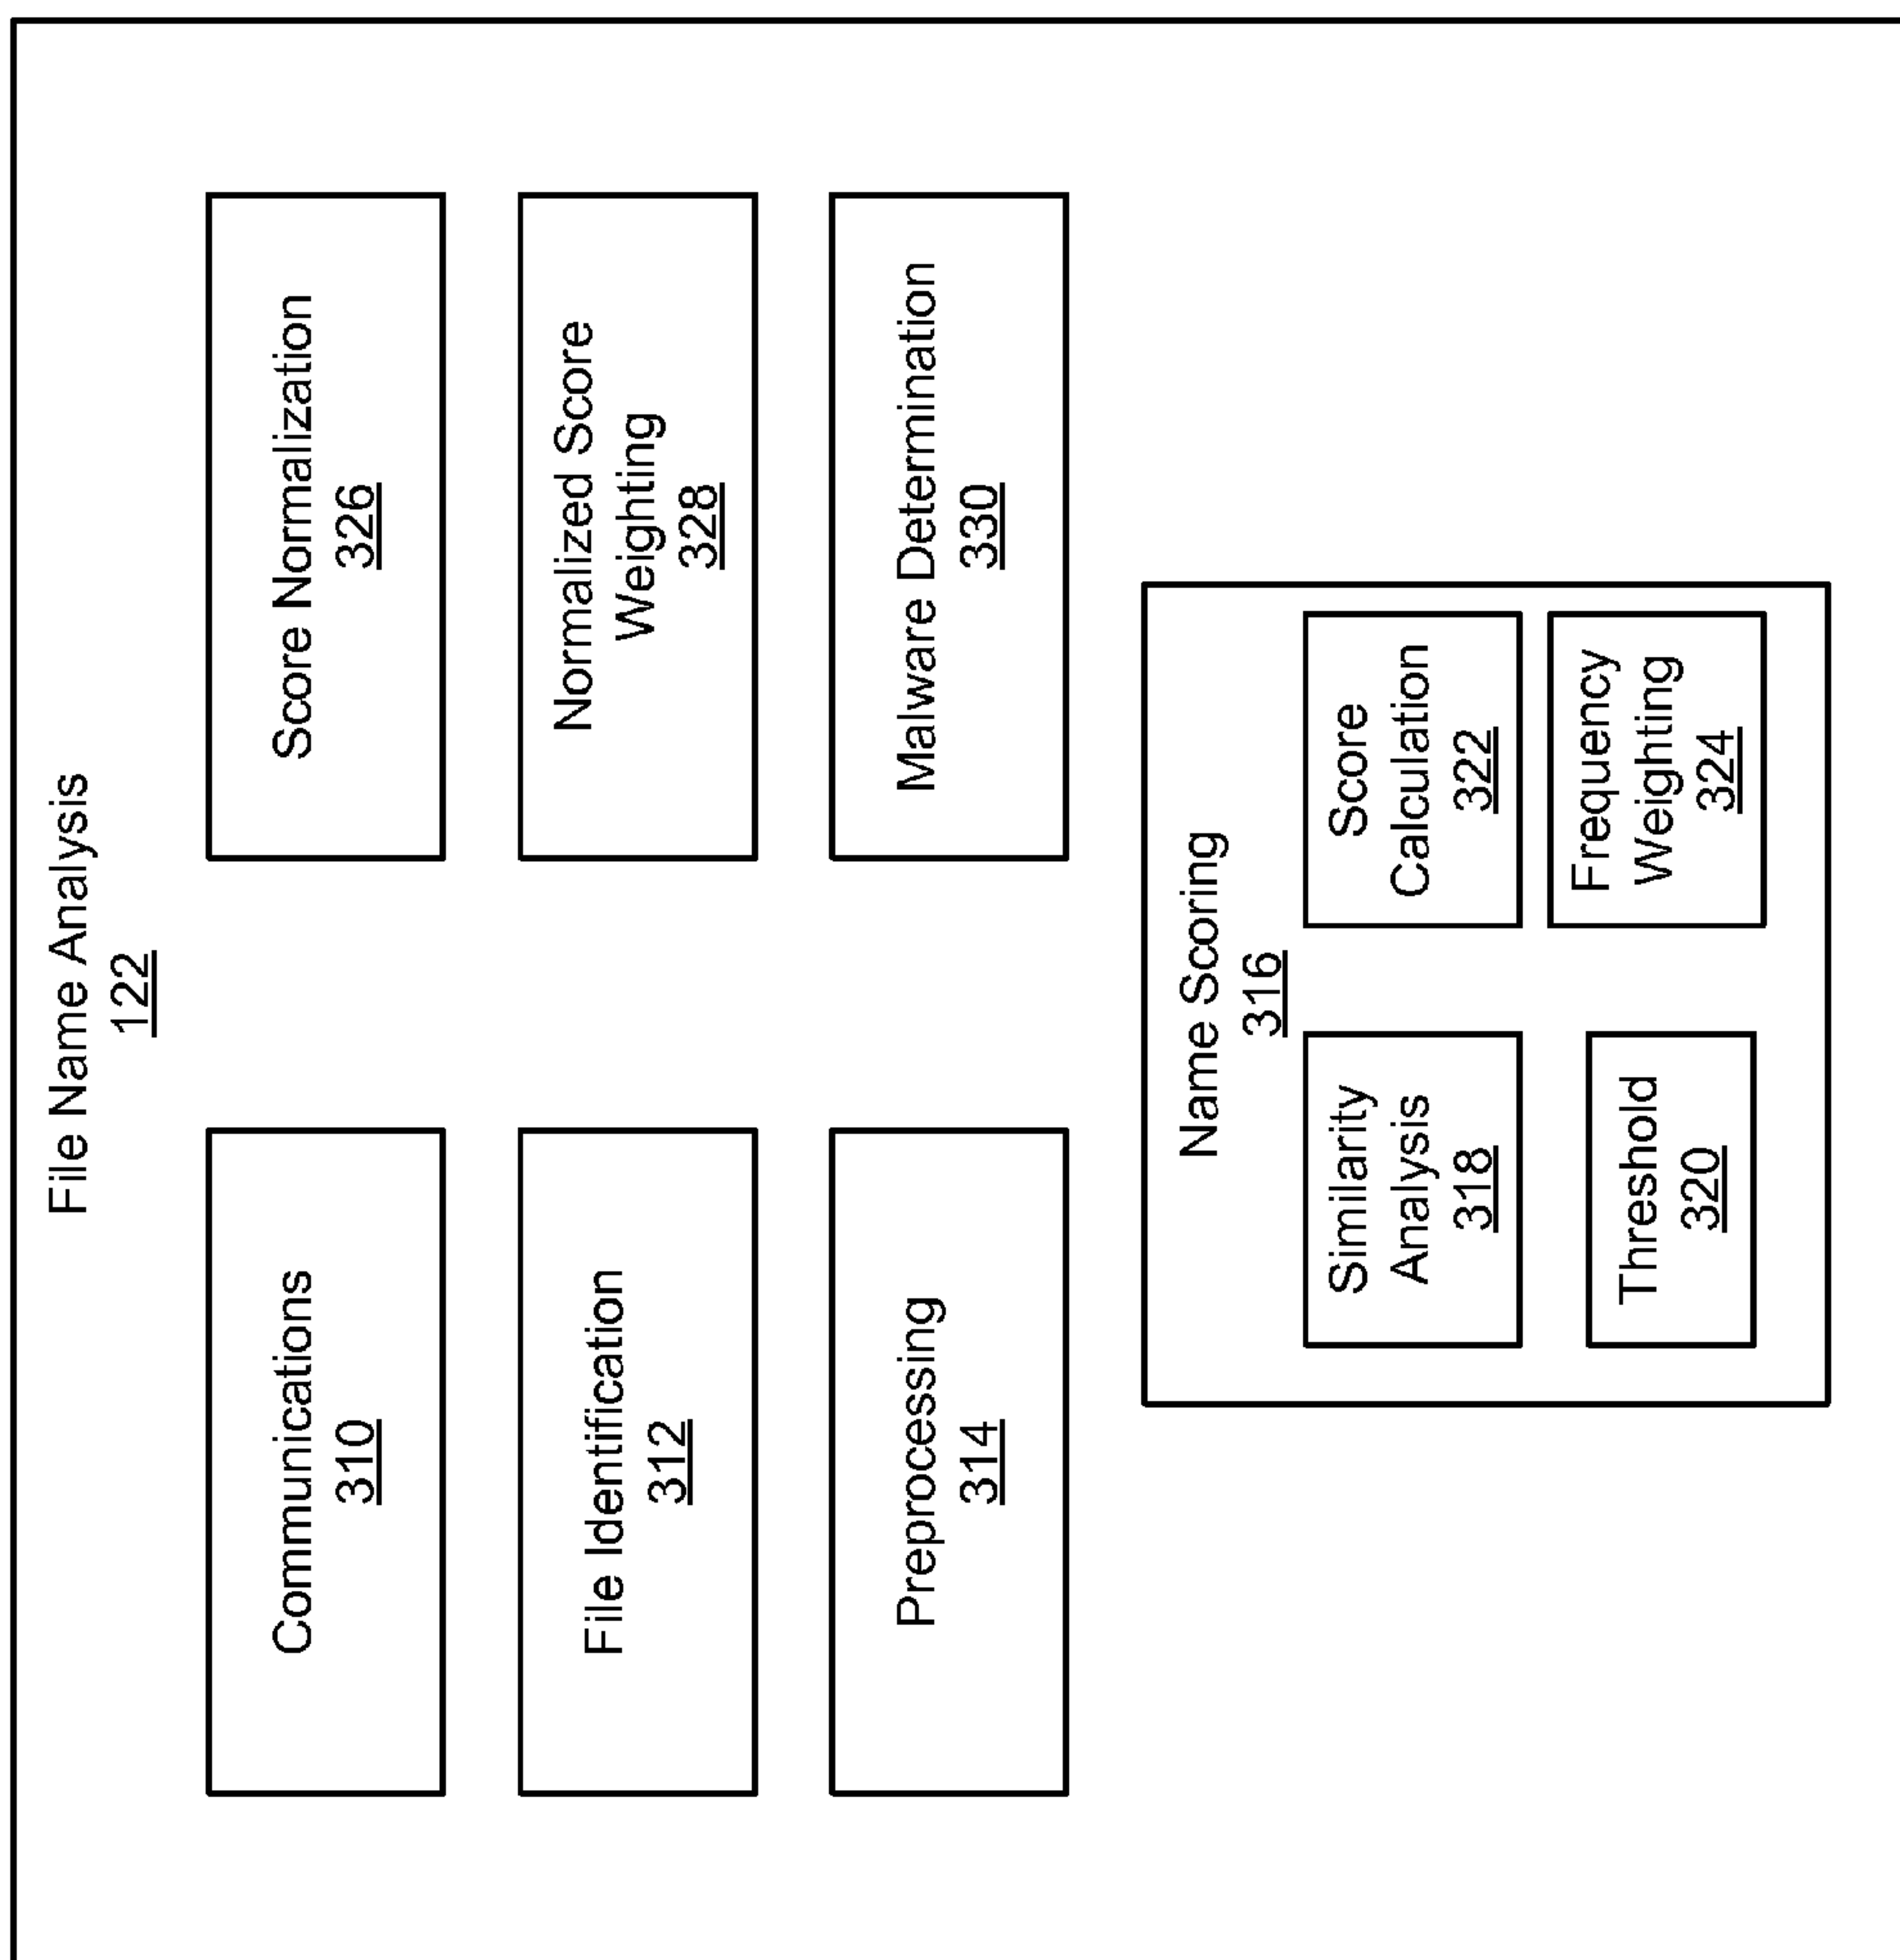 File Name Analysis
122
Communications
310
File Identification
312
Preprocessing
314
Score Normalization
326
Normalized Score
Weighting
328
Malware Determination
330
Name Scoring
316
Similarity
Analysis
318
Threshold
320
Score
Calculation
322
Frequency
Weighting
324